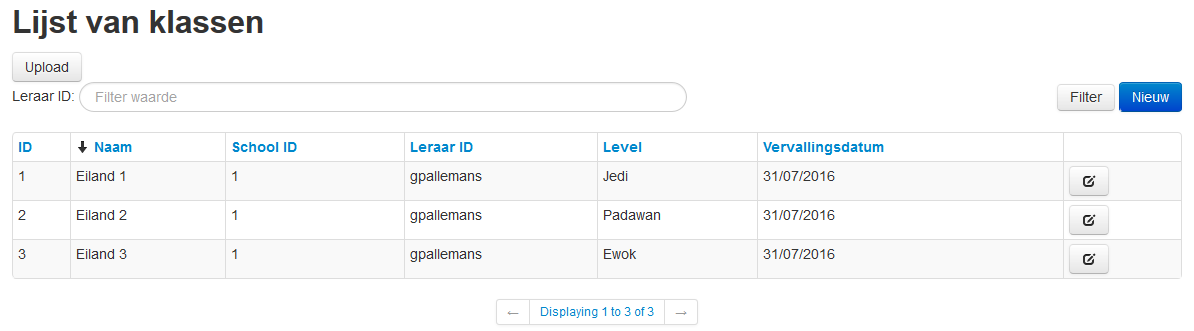 Lijst van klassen
Upload
Leraar ID: Filter waarde Filter Nieuw
ID Naam School ID Leraar ID Level Vervallingsdatum
1 Eiland 1 1 gpallemans Jedi 31/07/2016
2 Eiland 2 1 gpallemans Padawan 31/07/2016
3 Eiland 3 1 gpallemans Ewok 31/07/2016
← Displaying 1 to 3 of 3 →